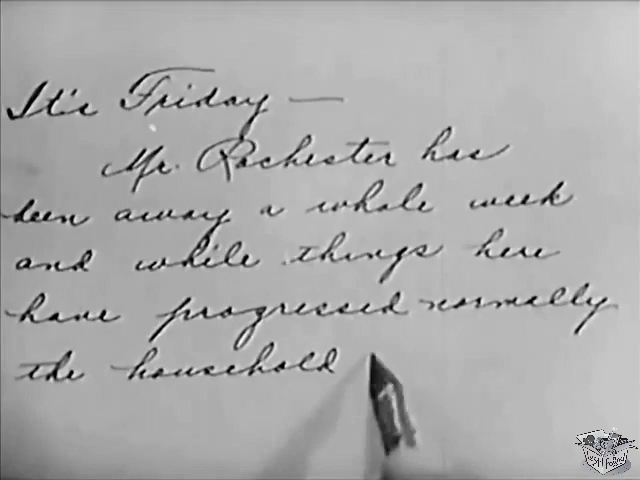 It's Friday —
Mr. Rochester has
been away a whole week
and while things here
have progressed normally
the household